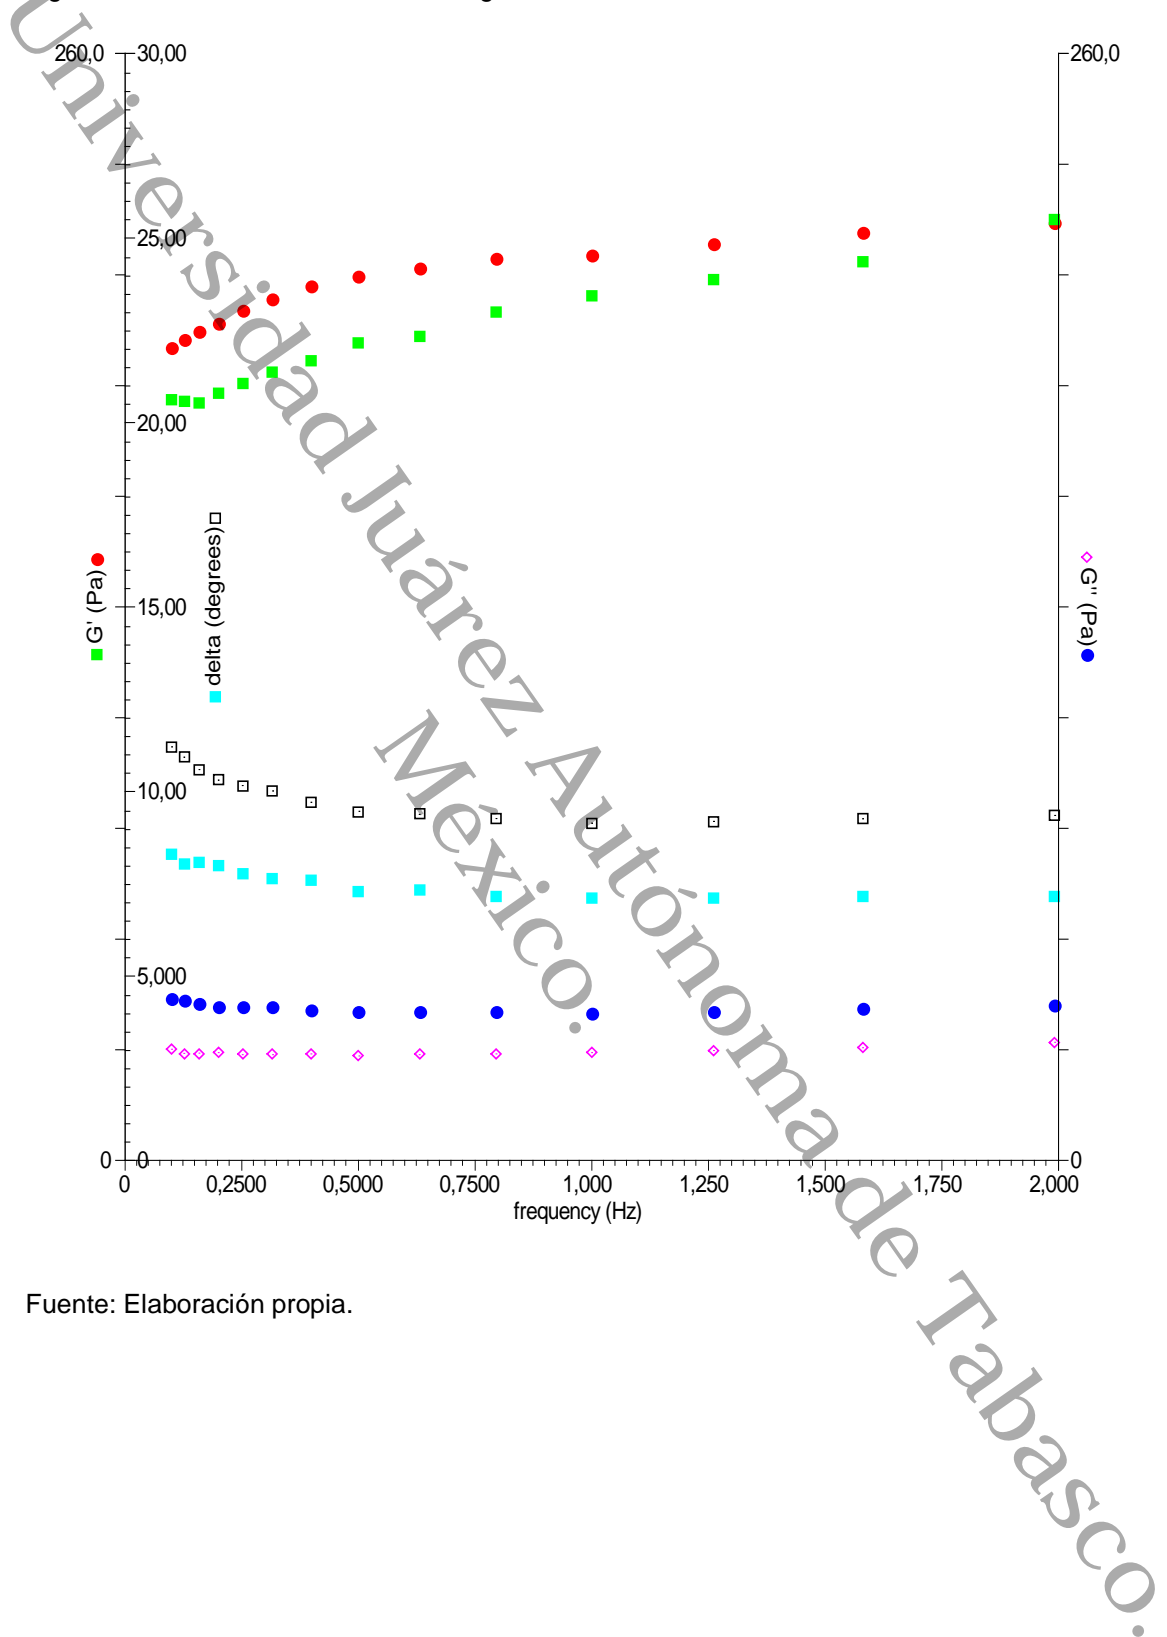 260,0
30,00
260,0
25,00
20,00
15,00
10,00
5,000
0
0
0
G' (Pa)
delta (degrees)
G'' (Pa)
0
0,2500
0,5000
0,7500
1,000
1,250
1,500
1,750
2,000
frequency (Hz)
Fuente: Elaboración propia.
Universidad Juárez Autónoma de Tabasco.
México.